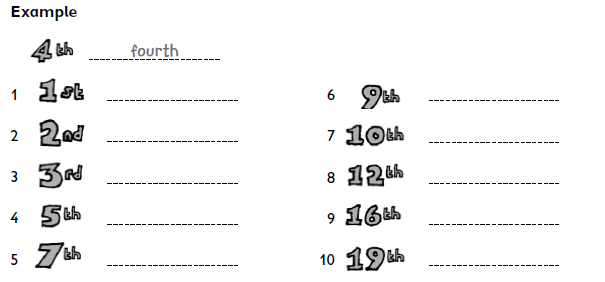 Example
4th fourth
1 1st
2 2nd
3 3rd
4 5th
5 7th
6 9th
7 10th
8 12th
9 16th
10 19th